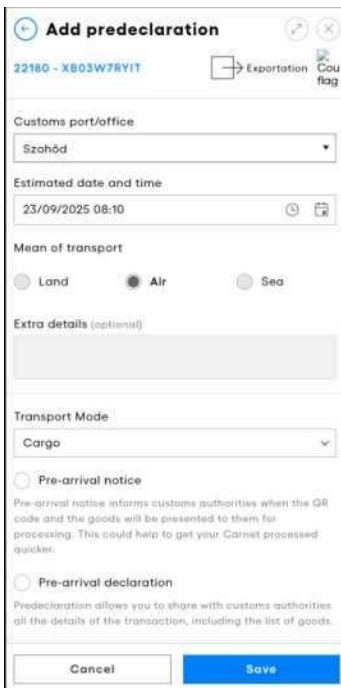 Add predeclaration
22180 - XB03W7RYIT
Exportation
Cou
flag
Customs port/office
Szohôd
Estimated date and time
23/09/2025 08:10
Mean of transport
Land
Air
Sea
Extra details (optional)
Transport Mode
Cargo
Pre-arrival notice
Pre-arrival notice informs customs authorities when the QR
code and the goods will be presented to them for
processing. This could help to get your Carnet processed
quicker.
Pre-arrival declaration
Predeclaration allows you to share with customs authorities
all the details of the transaction, including the list of goods.
Cancel
Save